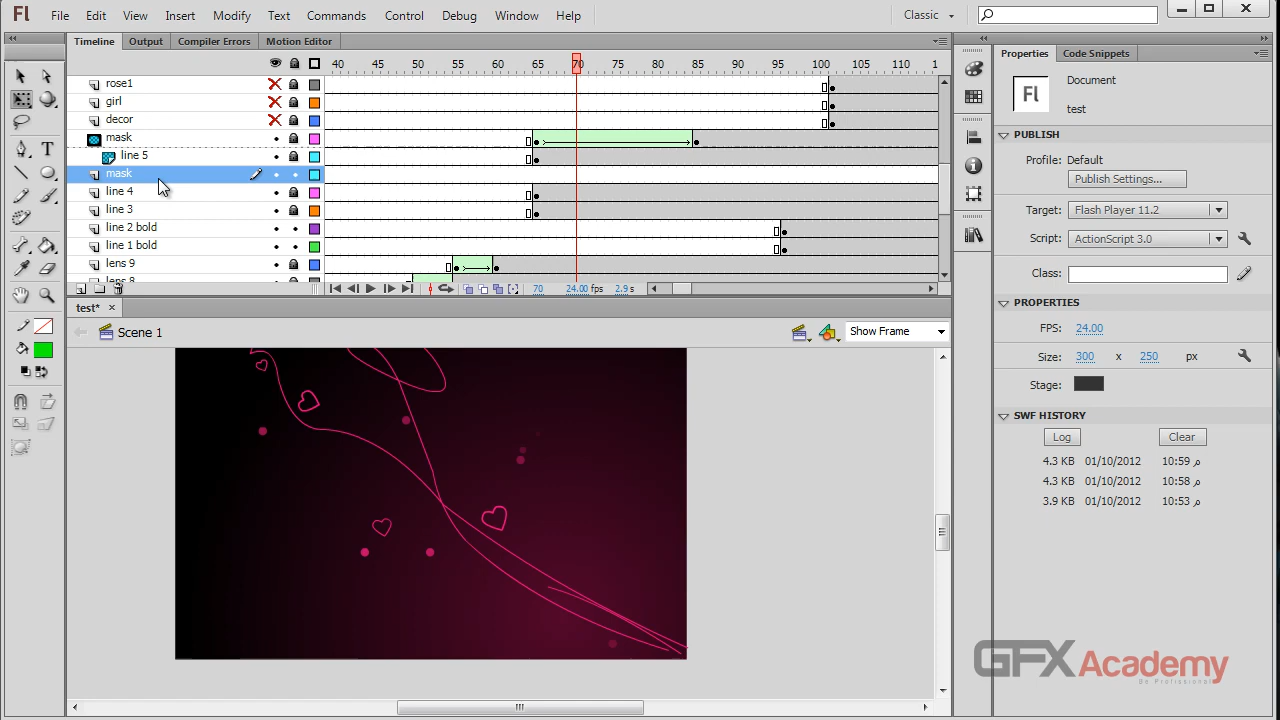 Fl File Edit View Insert Modify Text Commands Control Debug Window Help Classic
Timeline Output Compiler Errors Motion Editor
40 45 50 55 60 65 70 75 80 85 90 95 100 105 110 1
rose1
girl
decor
mask
line 5
mask
line 4
line 3
line 2 bold
line 1 bold
lens 9
lens 8
70 24.00 fps 2.9 s
test*
Scene 1 Show Frame
Properties Code Snippets
Fl
Document
test
PUBLISH
Profile: Default
Publish Settings...
Target: Flash Player 11.2
Script: ActionScript 3.0
Class:
PROPERTIES
FPS: 24.00
Size: 300 x 250 px
Stage:
SWF HISTORY
Log Clear
4.3 KB 01/10/2012 10:59 م
4.3 KB 01/10/2012 10:58 م
3.9 KB 01/10/2012 10:53 م
GFX Academy
Be Profissional